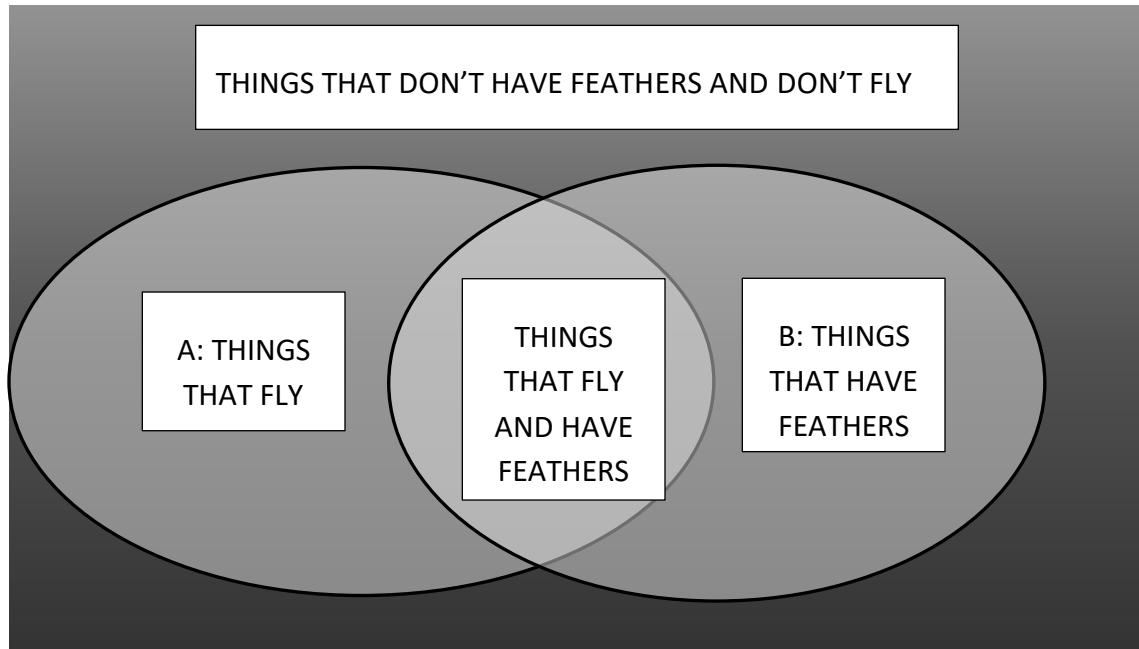 THINGS THAT DON’T HAVE FEATHERS AND DON’T FLY
A: THINGS
THAT FLY
THINGS
THAT FLY
AND HAVE
FEATHERS
B: THINGS
THAT HAVE
FEATHERS